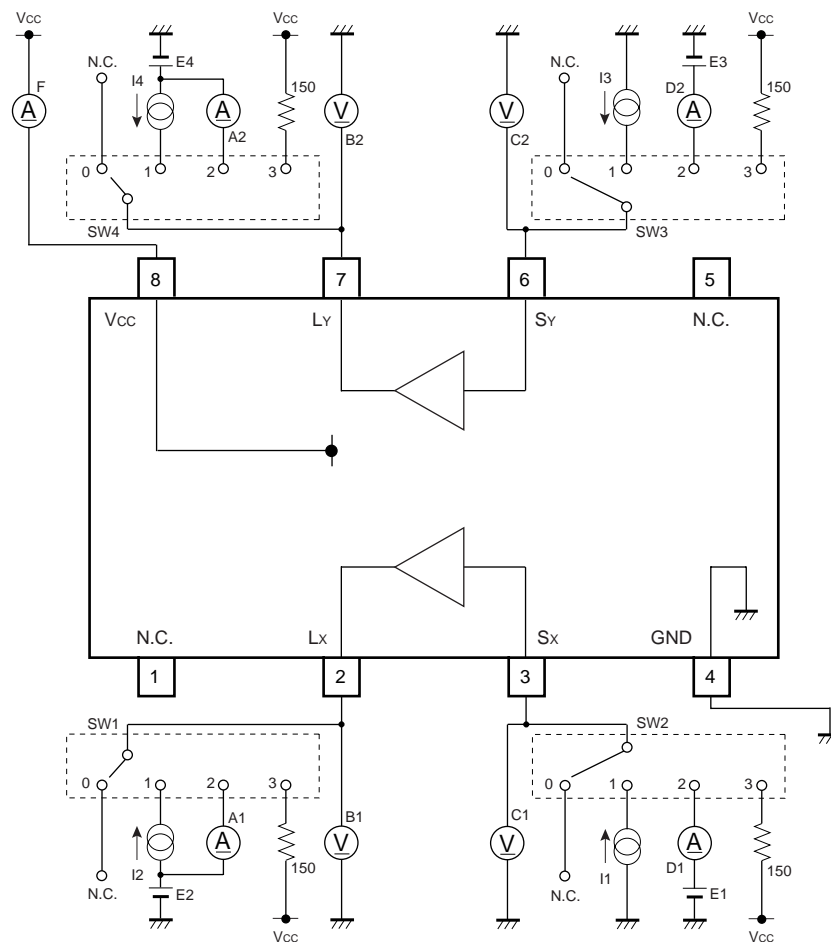 VCC VCC VCC
E4 E3
N.C. N.C.
F I4 150 I3 D2 150
A A V V A A
A2 B2 C2
0 1 2 3 0 1 2 3
SW4 SW3
8 7 6 5
VCC LY SY N.C.
N.C. LX SX GND
1 2 3 4
SW1 SW2
0 1 2 3 0 1 2 3
A1 B1 C1
A V V A
I2 150 I1 D1 150
N.C. E2 N.C. E1
VCC VCC